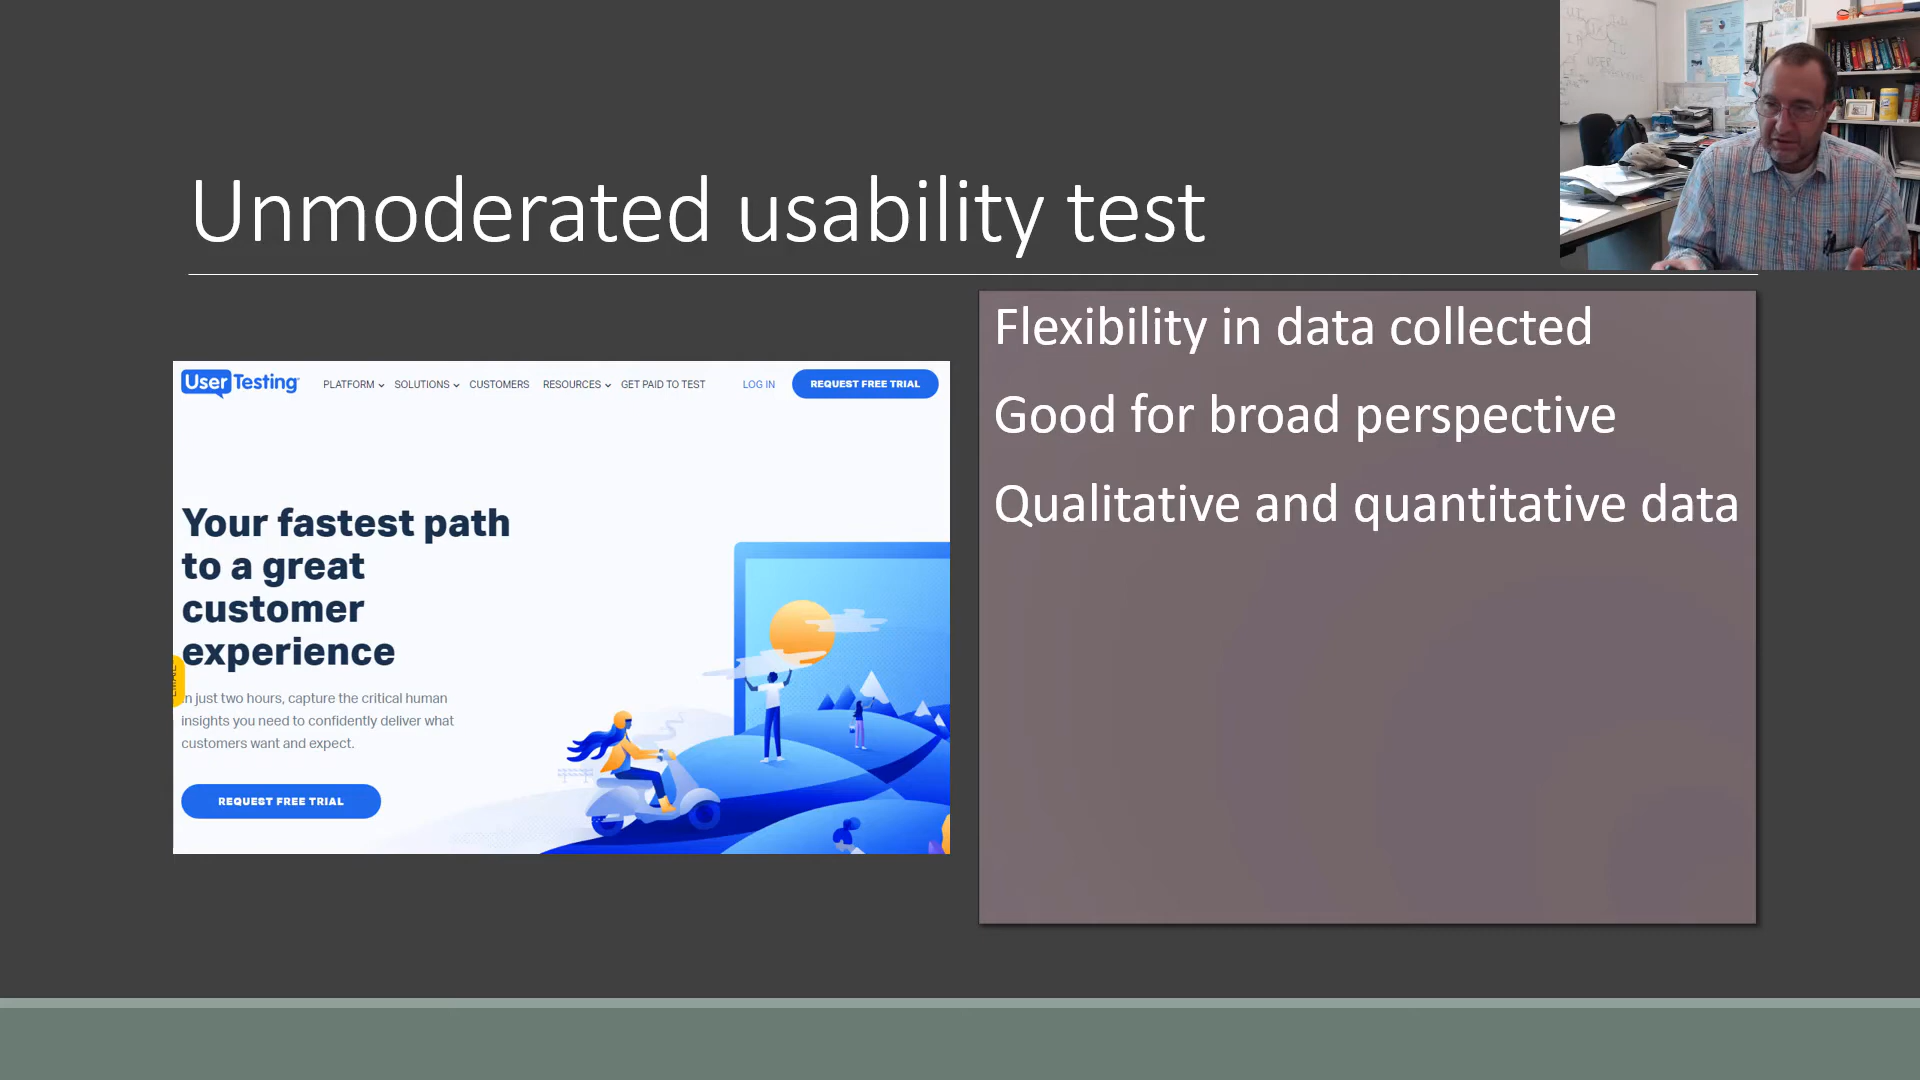 Unmoderated usability test
UserTesting
PLATFORM SOLUTIONS CUSTOMERS RESOURCES GET PAID TO TEST LOG IN REQUEST FREE TRIAL
Your fastest path
to a great
customer
experience
In just two hours, capture the critical human
insights you need to confidently deliver what
customers want and expect.
REQUEST FREE TRIAL
Flexibility in data collected
Good for broad perspective
Qualitative and quantitative data
USER